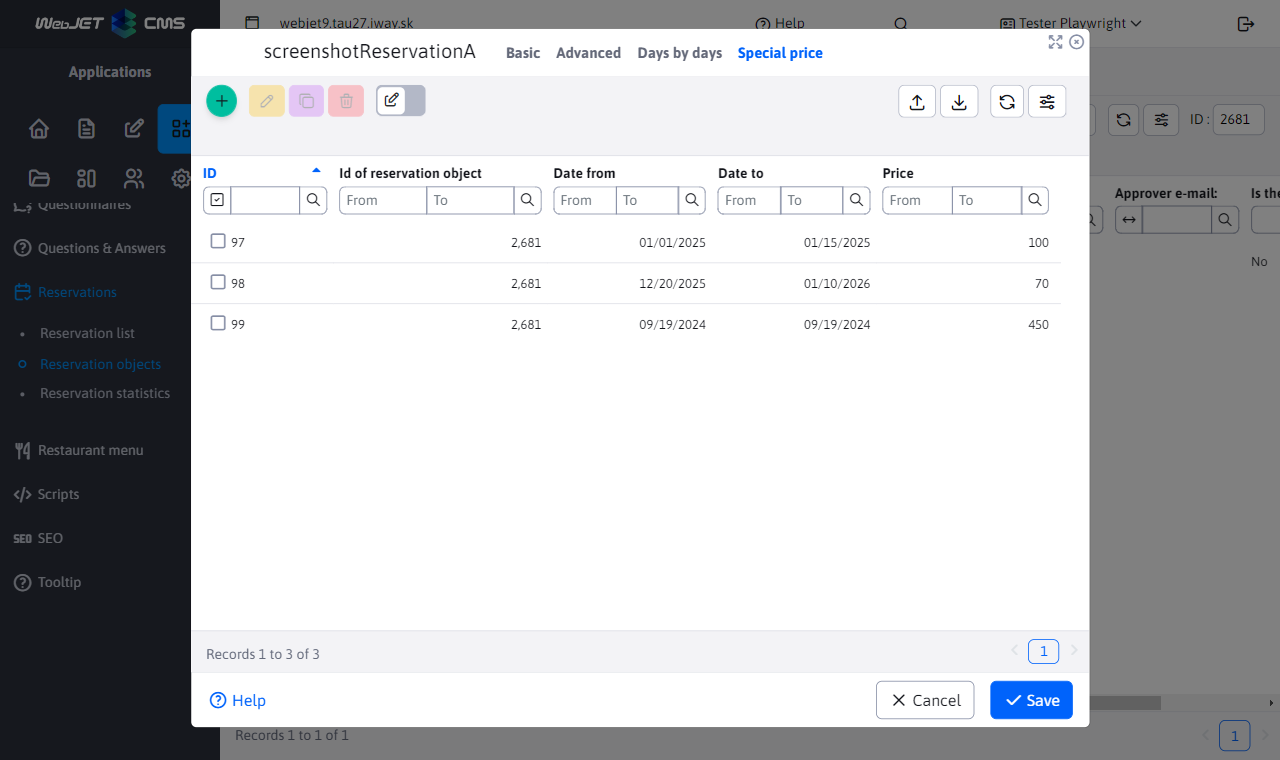 WebJET CMS
webjet9.tau27.iway.sk
Help
Tester Playwright
Applications
Questionnaires
Questions & Answers
Reservations
Reservation list
Reservation objects
Reservation statistics
Restaurant menu
Scripts
SEO SEO
Tooltip
screenshotReservationA
Basic Advanced Days by days Special price
ID Id of reservation object Date from Date to Price
From To From To From To From To
97 2,681 01/01/2025 01/15/2025 100
98 2,681 12/20/2025 01/10/2026 70
99 2,681 09/19/2024 09/19/2024 450
Records 1 to 3 of 3
1
Help
Cancel
Save
ID : 2681
Approver e-mail: Is the
No
Records 1 to 1 of 1
1